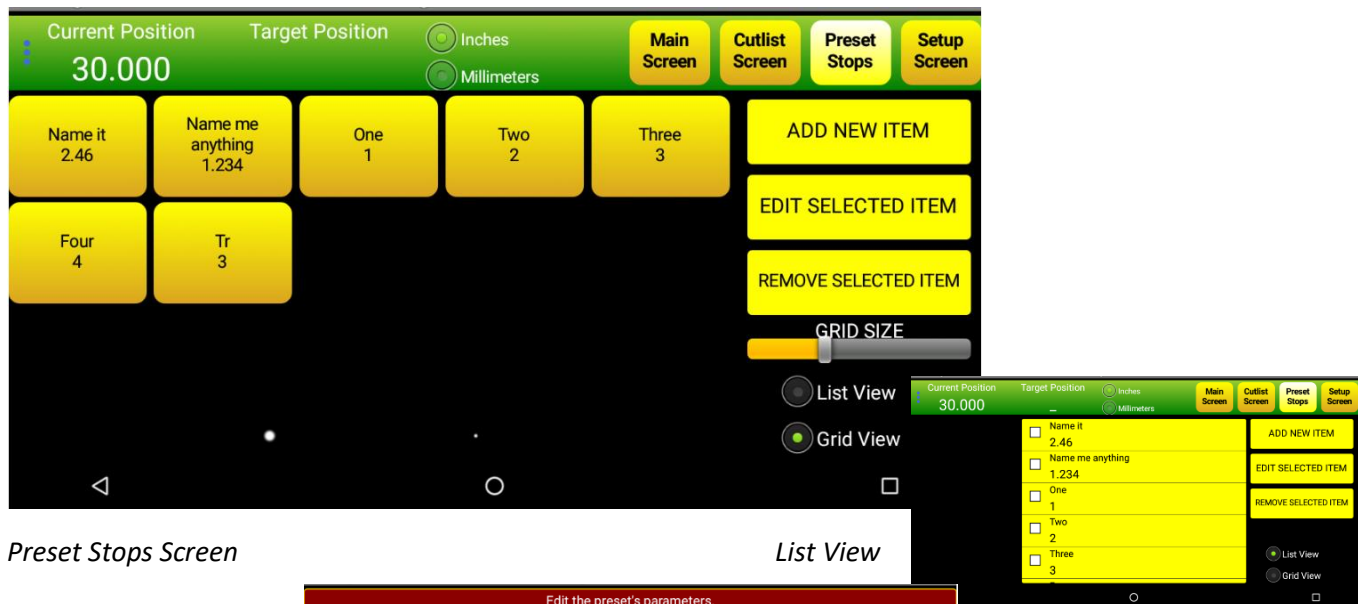 Current Position
30.000
Target Position
Inches
Millimeters
Main
Screen
Cutlist
Screen
Preset
Stops
Setup
Screen
Name it
2.46
Name me
anything
1.234
One
1
Two
2
Three
3
Four
4
Tr
3
ADD NEW ITEM
EDIT SELECTED ITEM
REMOVE SELECTED ITEM
GRID SIZE
List View
Grid View
Preset Stops Screen
List View
Current Position
30.000
Target Position
_
Inches
Millimeters
Main
Screen
Cutlist
Screen
Preset
Stops
Setup
Screen
Name it
2.46
Name me anything
1.234
One
1
Two
2
Three
3
ADD NEW ITEM
EDIT SELECTED ITEM
REMOVE SELECTED ITEM
List View
Grid View
Edit the preset's parameters